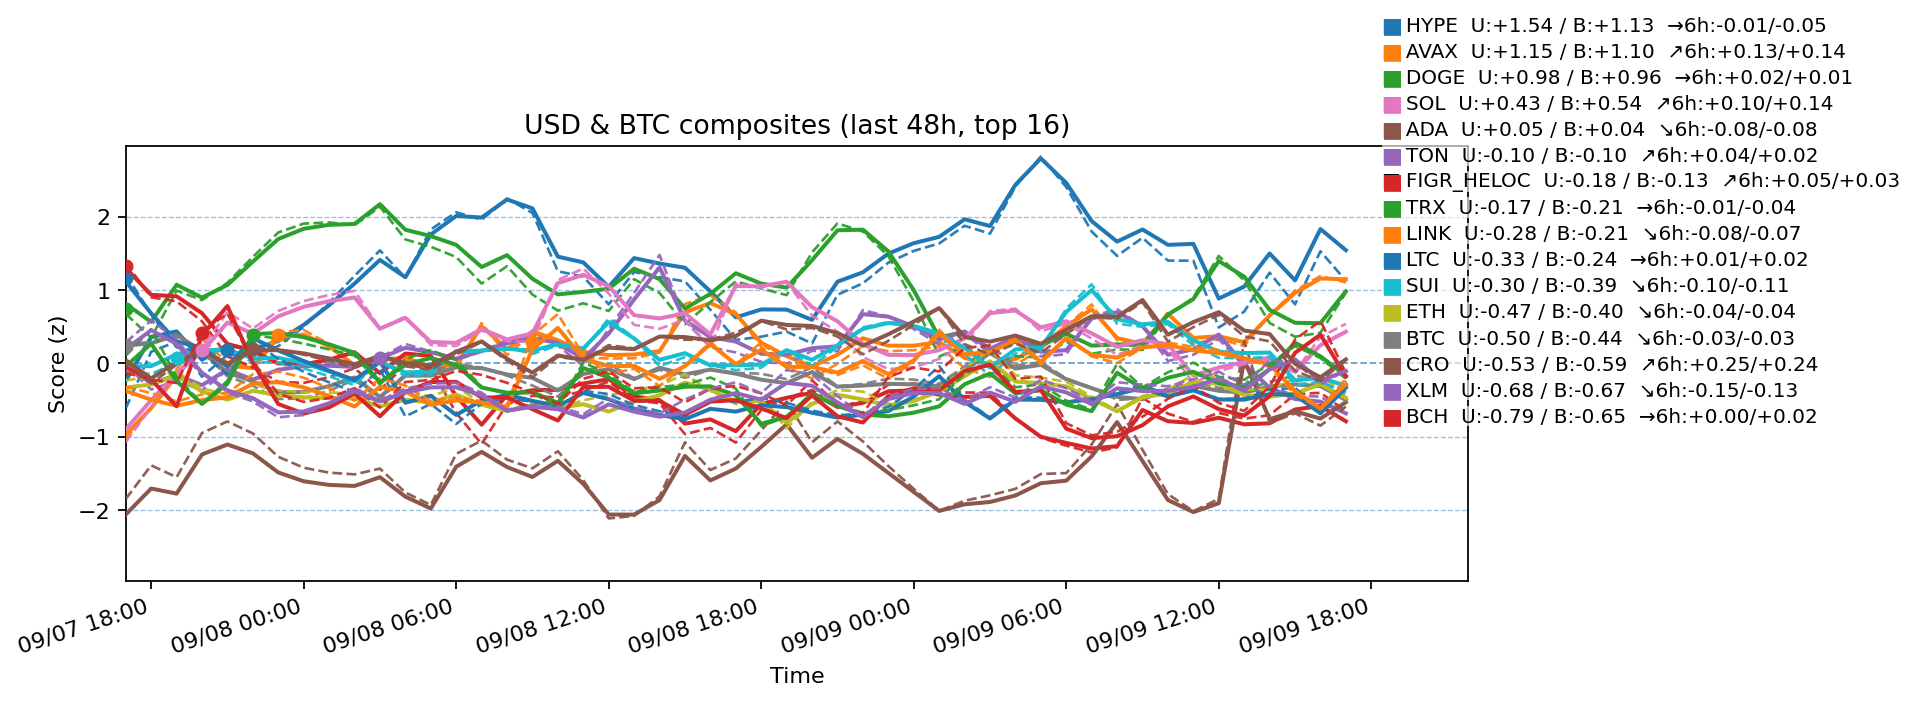 USD & BTC composites (last 48h, top 16)
HYPE  U:+1.54 / B:+1.13  →6h:-0.01/-0.05
AVAX  U:+1.15 / B:+1.10  ↗6h:+0.13/+0.14
DOGE  U:+0.98 / B:+0.96  →6h:+0.02/+0.01
SOL  U:+0.43 / B:+0.54  ↗6h:+0.10/+0.14
ADA  U:+0.05 / B:+0.04  ↘6h:-0.08/-0.08
TON  U:-0.10 / B:-0.10  ↗6h:+0.04/+0.02
FIGR_HELOC  U:-0.18 / B:-0.13  ↗6h:+0.05/+0.03
TRX  U:-0.17 / B:-0.21  →6h:-0.01/-0.04
LINK  U:-0.28 / B:-0.21  ↘6h:-0.08/-0.07
LTC  U:-0.33 / B:-0.24  →6h:+0.01/+0.02
SUI  U:-0.30 / B:-0.39  ↘6h:-0.10/-0.11
ETH  U:-0.47 / B:-0.40  ↘6h:-0.04/-0.04
BTC  U:-0.50 / B:-0.44  ↘6h:-0.03/-0.03
CRO  U:-0.53 / B:-0.59  ↗6h:+0.25/+0.24
XLM  U:-0.68 / B:-0.67  ↘6h:-0.15/-0.13
BCH  U:-0.79 / B:-0.65  →6h:+0.00/+0.02
Score (z)
2
1
0
−1
−2
09/07 18:00
09/08 00:00
09/08 06:00
09/08 12:00
09/08 18:00
09/09 00:00
09/09 06:00
09/09 12:00
09/09 18:00
Time